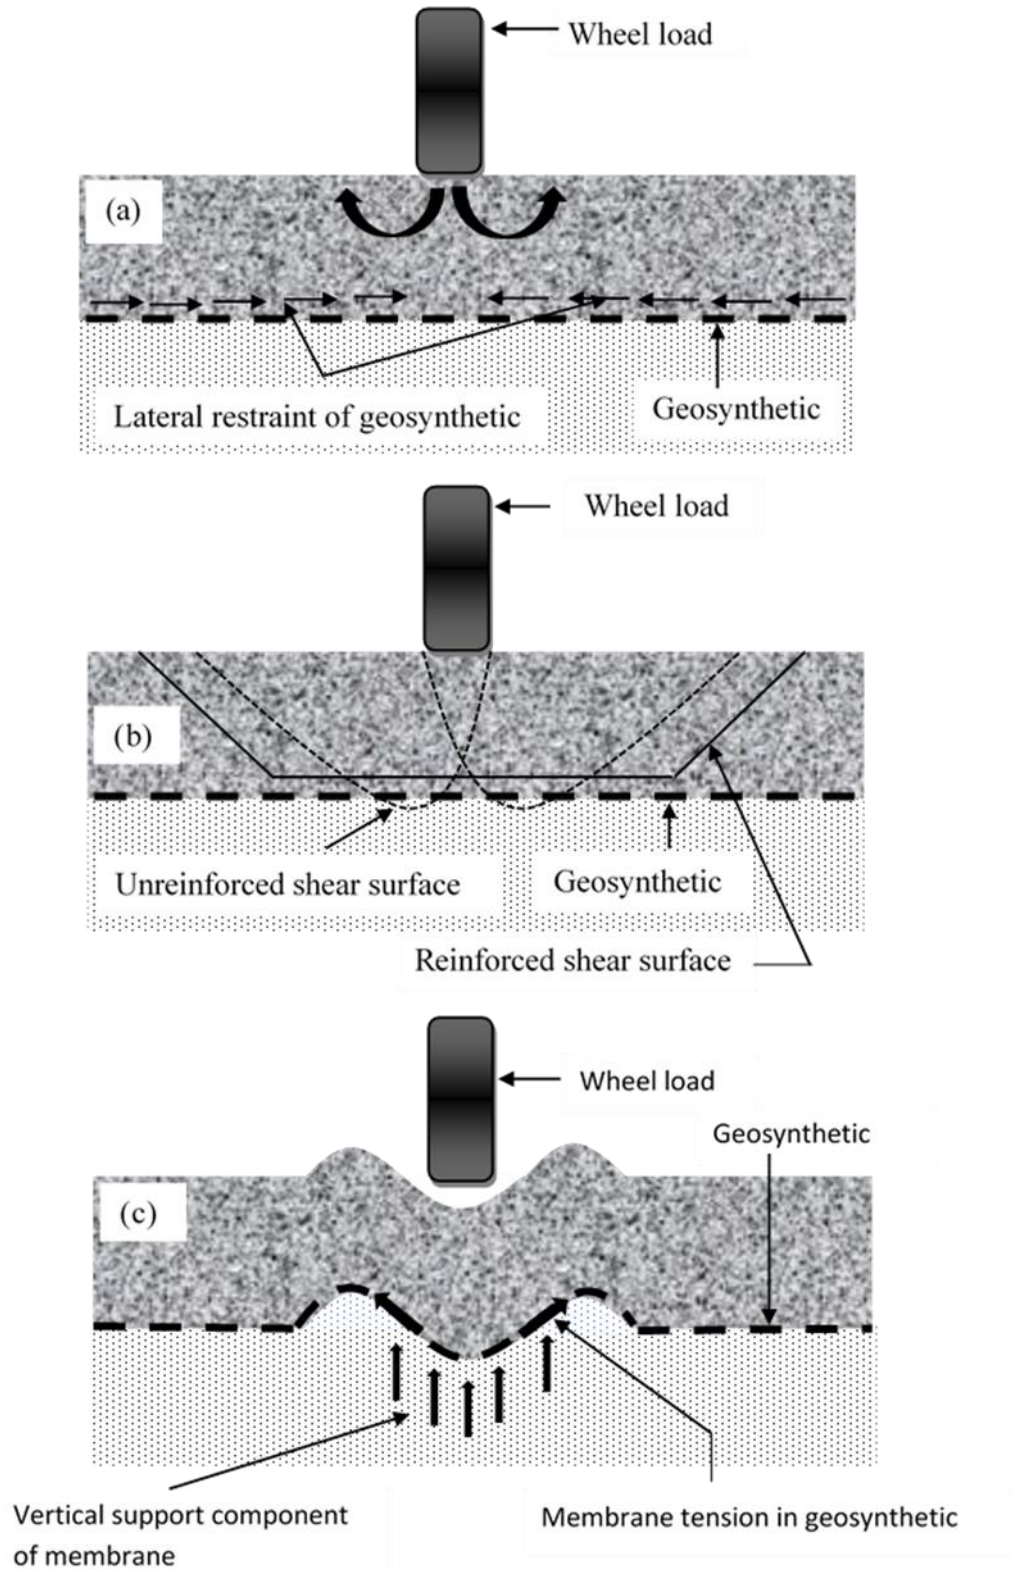 Wheel load
(a)
Lateral restraint of geosynthetic
Geosynthetic
Wheel load
(b)
Unreinforced shear surface
Geosynthetic
Reinforced shear surface
Wheel load
Geosynthetic
(c)
Vertical support component
of membrane
Membrane tension in geosynthetic